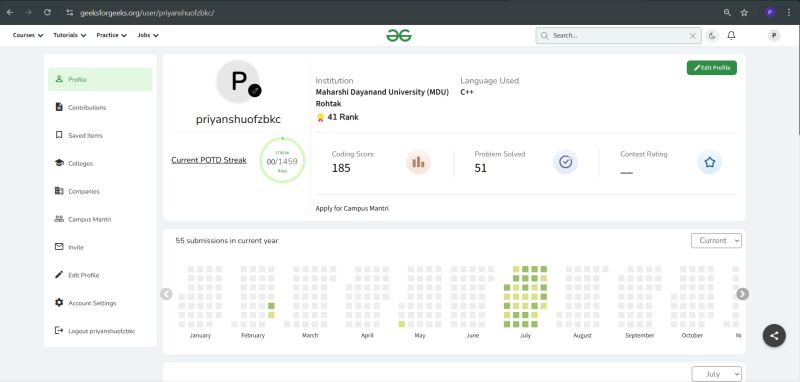 geeksforgeeks.org/user/priyanshuofzbkc/
P
Courses Tutorials Practice Jobs
Search...
P
Profile
Contributions
Saved Items
Colleges
Companies
Campus Mantri
Invite
Edit Profile
Account Settings
Logout priyanshuofzbkc
P
priyanshuofzbkc
Current POTD Streak
STREAK
00/1459
days
Edit Profile
Institution
Maharshi Dayanand University (MDU)
Rohtak
41 Rank
Language Used
C++
Coding Score
185
Problem Solved
51
Contest Rating
__
Apply for Campus Mantri
55 submissions in current year
Current
January February March April May June July August September October No
July